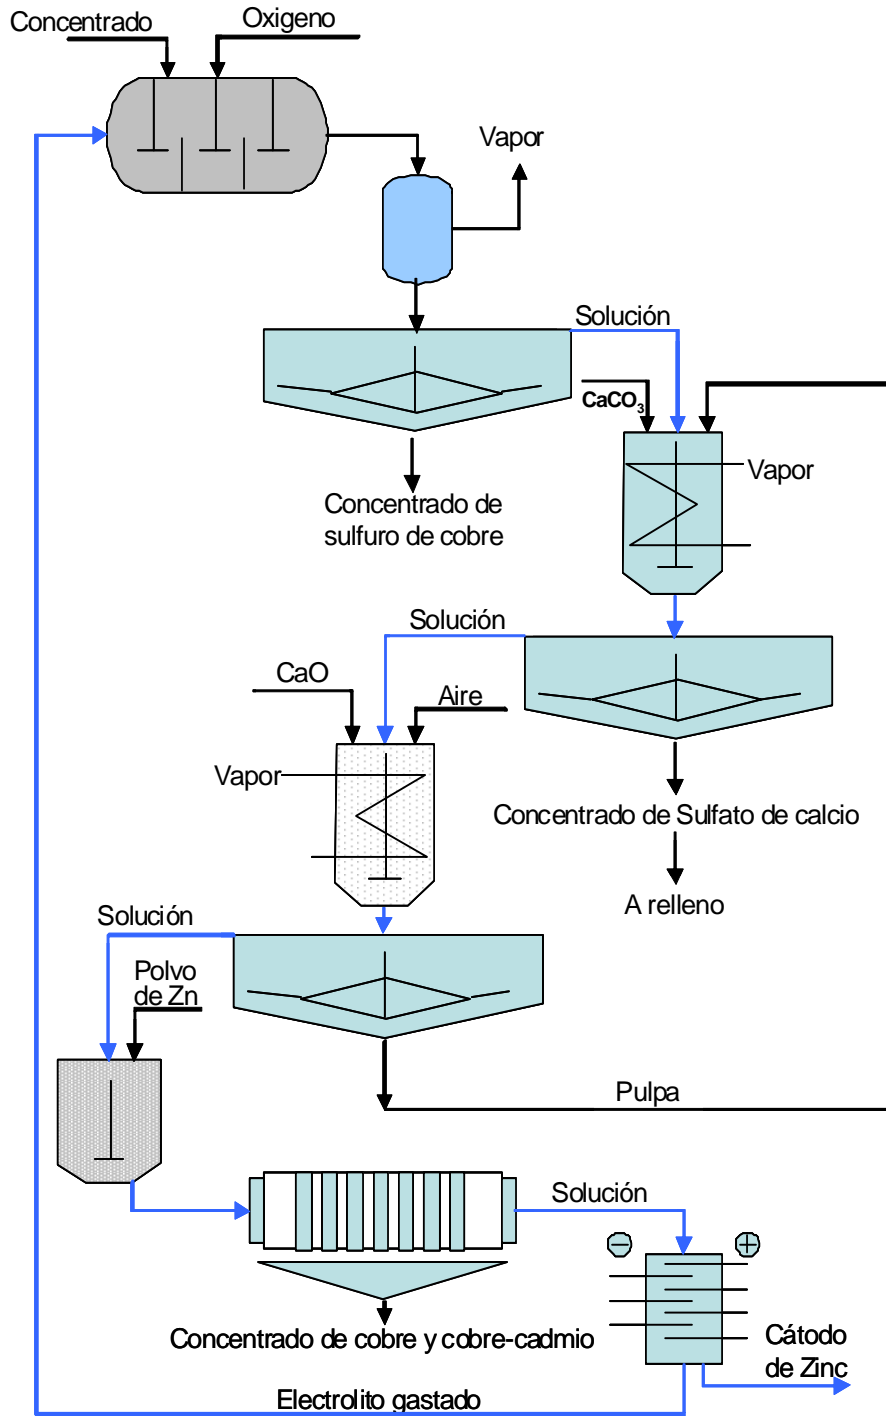 Concentrado
Oxigeno
Vapor
Solución
CaCO₃
Vapor
Concentrado de
sulfuro de cobre
Solución
CaO
Aire
Vapor
Concentrado de Sulfato de calcio
A relleno
Solución
Polvo
de Zn
Pulpa
Solución
− +
Concentrado de cobre y cobre-cadmio
Cátodo
de Zinc
Electrolito gastado